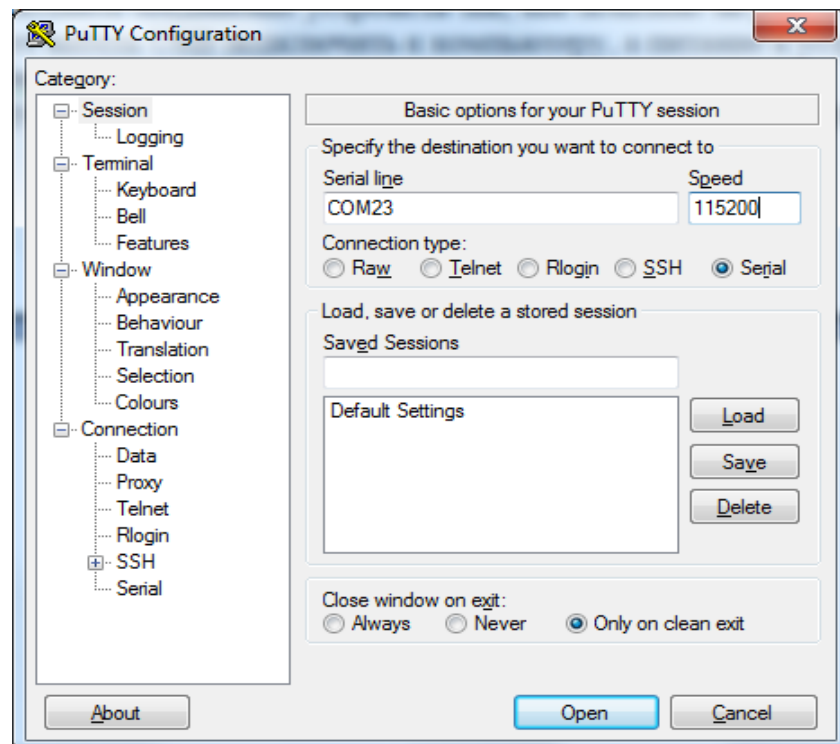 PuTTY Configuration
Category:
Session
Logging
Terminal
Keyboard
Bell
Features
Window
Appearance
Behaviour
Translation
Selection
Colours
Connection
Data
Proxy
Telnet
Rlogin
SSH
Serial
Basic options for your PuTTY session
Specify the destination you want to connect to
Serial line Speed
COM23 115200
Connection type:
Raw Telnet Rlogin SSH Serial
Load, save or delete a stored session
Saved Sessions
Default Settings
Load
Save
Delete
Close window on exit:
Always Never Only on clean exit
About Open Cancel